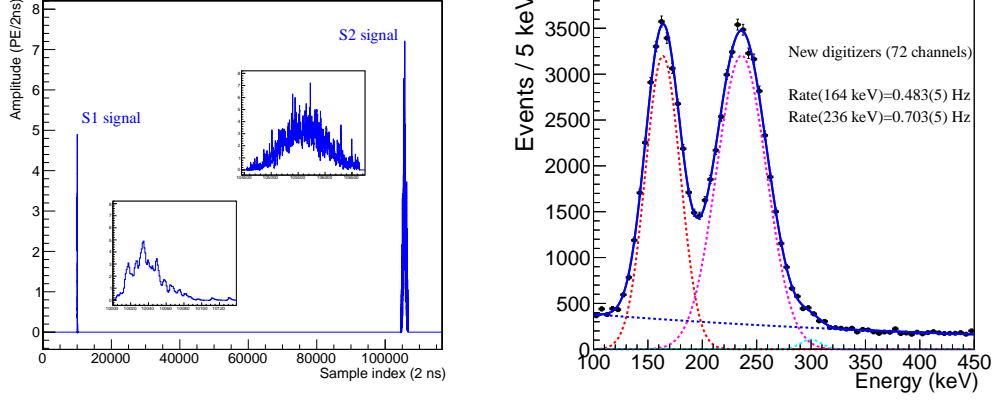 Amplitude (PE/2ns)
8
7
6
5
4
3
2
1
0
S1 signal
S2 signal
0 20000 40000 60000 80000 100000
Sample index (2 ns)
Events / 5 keV
3500
3000
2500
2000
1500
1000
500
0
New digitizers (72 channels)
Rate(164 keV)=0.483(5) Hz
Rate(236 keV)=0.703(5) Hz
100 150 200 250 300 350 400 450
Energy (keV)